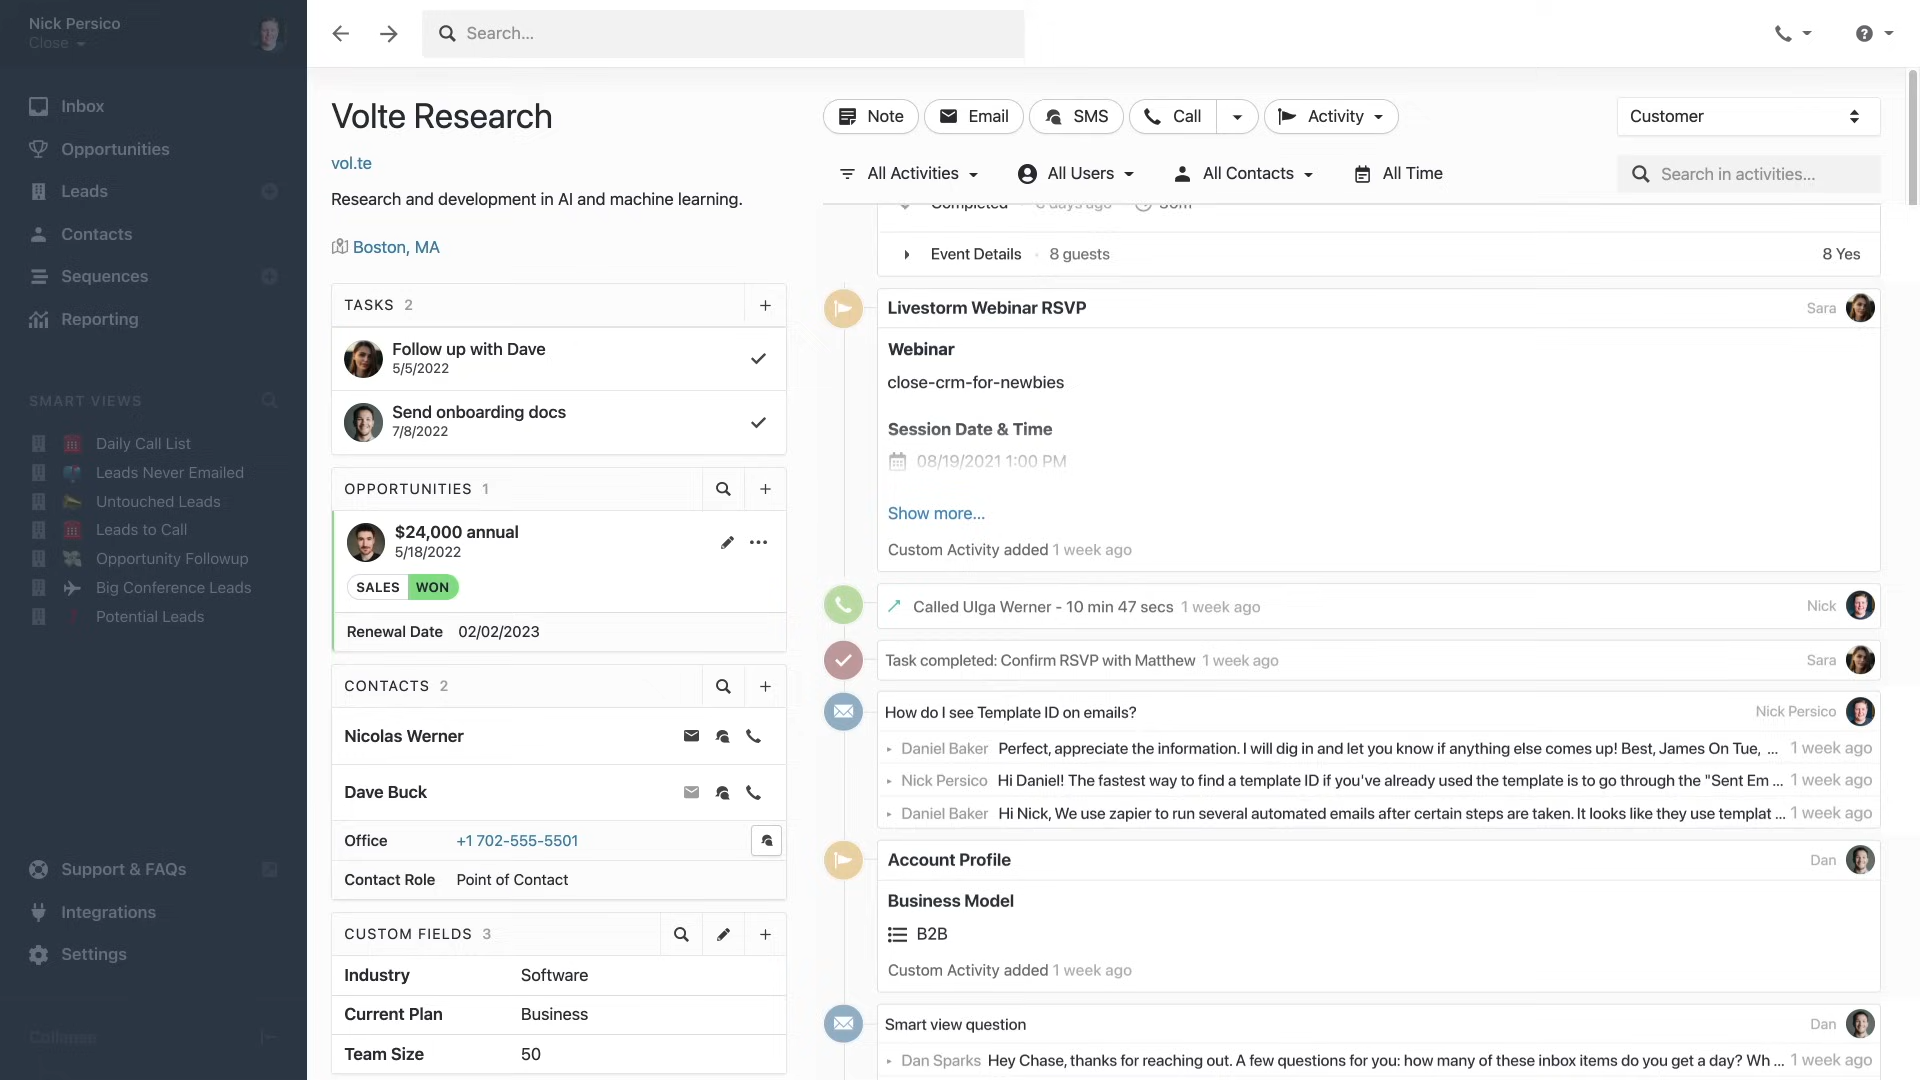 Nick Persico
Close
Inbox
Opportunities
Leads
Contacts
Sequences
Reporting
SMART VIEWS
Daily Call List
Leads Never Emailed
Untouched Leads
Leads to Call
Opportunity Followup
Big Conference Leads
Potential Leads
Support & FAQs
Integrations
Settings
Collapse
Search...
Volte Research
vol.te
Research and development in AI and machine learning.
Boston, MA
TASKS 2
Follow up with Dave
5/5/2022
Send onboarding docs
7/8/2022
OPPORTUNITIES 1
$24,000 annual
5/18/2022
SALES WON
Renewal Date 02/02/2023
CONTACTS 2
Nicolas Werner
Dave Buck
Office +1 702-555-5501
Contact Role Point of Contact
CUSTOM FIELDS 3
Industry Software
Current Plan Business
Team Size 50
Note Email SMS Call Activity
Customer
All Activities All Users All Contacts All Time
Search in activities...
Completed
Event Details 8 guests 8 Yes
Livestorm Webinar RSVP Sara
Webinar
close-crm-for-newbies
Session Date & Time
08/19/2021 1:00 PM
Show more...
Custom Activity added 1 week ago
Called Ulga Werner - 10 min 47 secs 1 week ago Nick
Task completed: Confirm RSVP with Matthew 1 week ago Sara
How do I see Template ID on emails? Nick Persico
Daniel Baker Perfect, appreciate the information. I will dig in and let you know if anything else comes up! Best, James On Tue, ... 1 week ago
Nick Persico Hi Daniel! The fastest way to find a template ID if you've already used the template is to go through the "Sent Em ... 1 week ago
Daniel Baker Hi Nick, We use zapier to run several automated emails after certain steps are taken. It looks like they use templat ... 1 week ago
Account Profile Dan
Business Model
B2B
Custom Activity added 1 week ago
Smart view question Dan
Dan Sparks Hey Chase, thanks for reaching out. A few questions for you: how many of these inbox items do you get a day? Wh ... 1 week ago